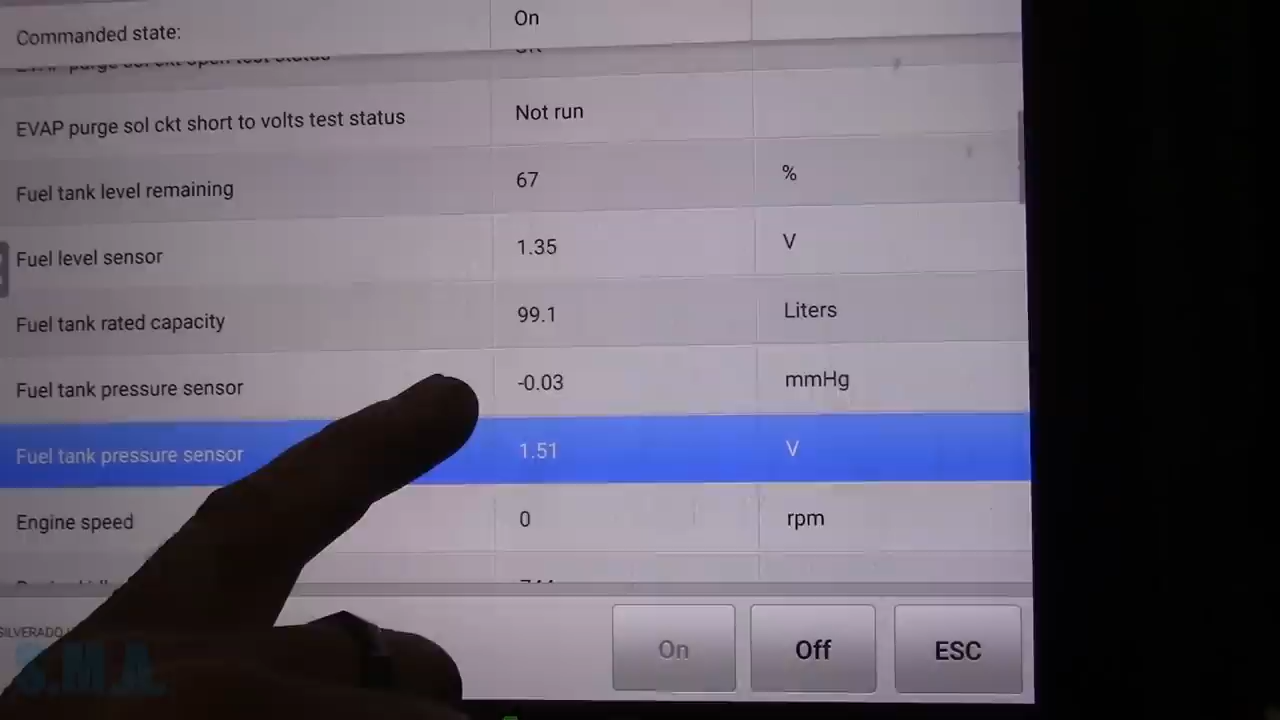 Commanded state: On
EVAP purge sol ckt short to volts test status Not run
Fuel tank level remaining 67 %
Fuel level sensor 1.35 V
Fuel tank rated capacity 99.1 Liters
Fuel tank pressure sensor -0.03 mmHg
Fuel tank pressure sensor 1.51 V
Engine speed 0 rpm
SILVERADO
On Off ESC
S.M.A.